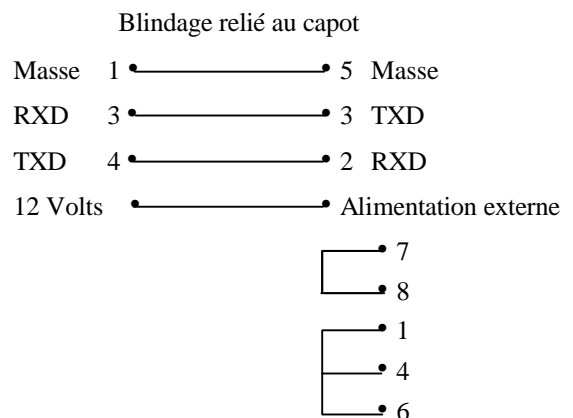 Blindage relié au capot
Masse 1 5 Masse
RXD 3 3 TXD
TXD 4 2 RXD
12 Volts Alimentation externe
7
8
1
4
6